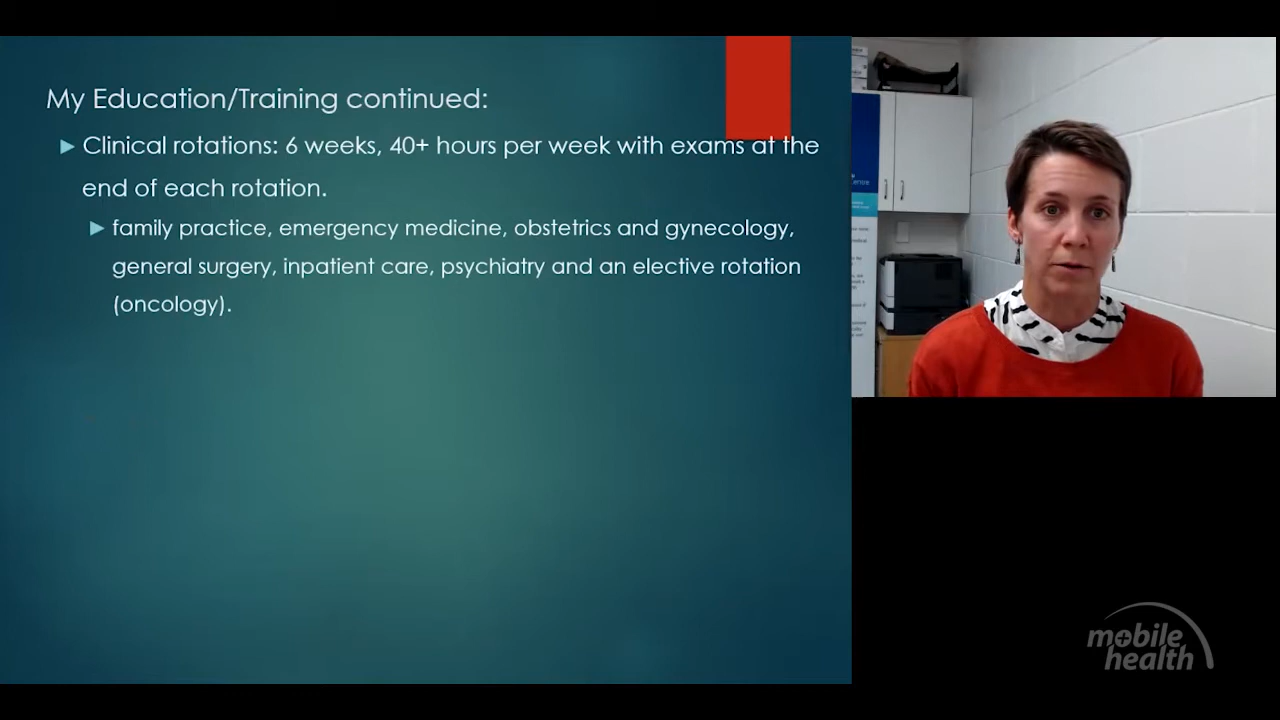 My Education/Training continued:
Clinical rotations: 6 weeks, 40+ hours per week with exams at the
end of each rotation.
family practice, emergency medicine, obstetrics and gynecology,
general surgery, inpatient care, psychiatry and an elective rotation
(oncology).
mobile
health